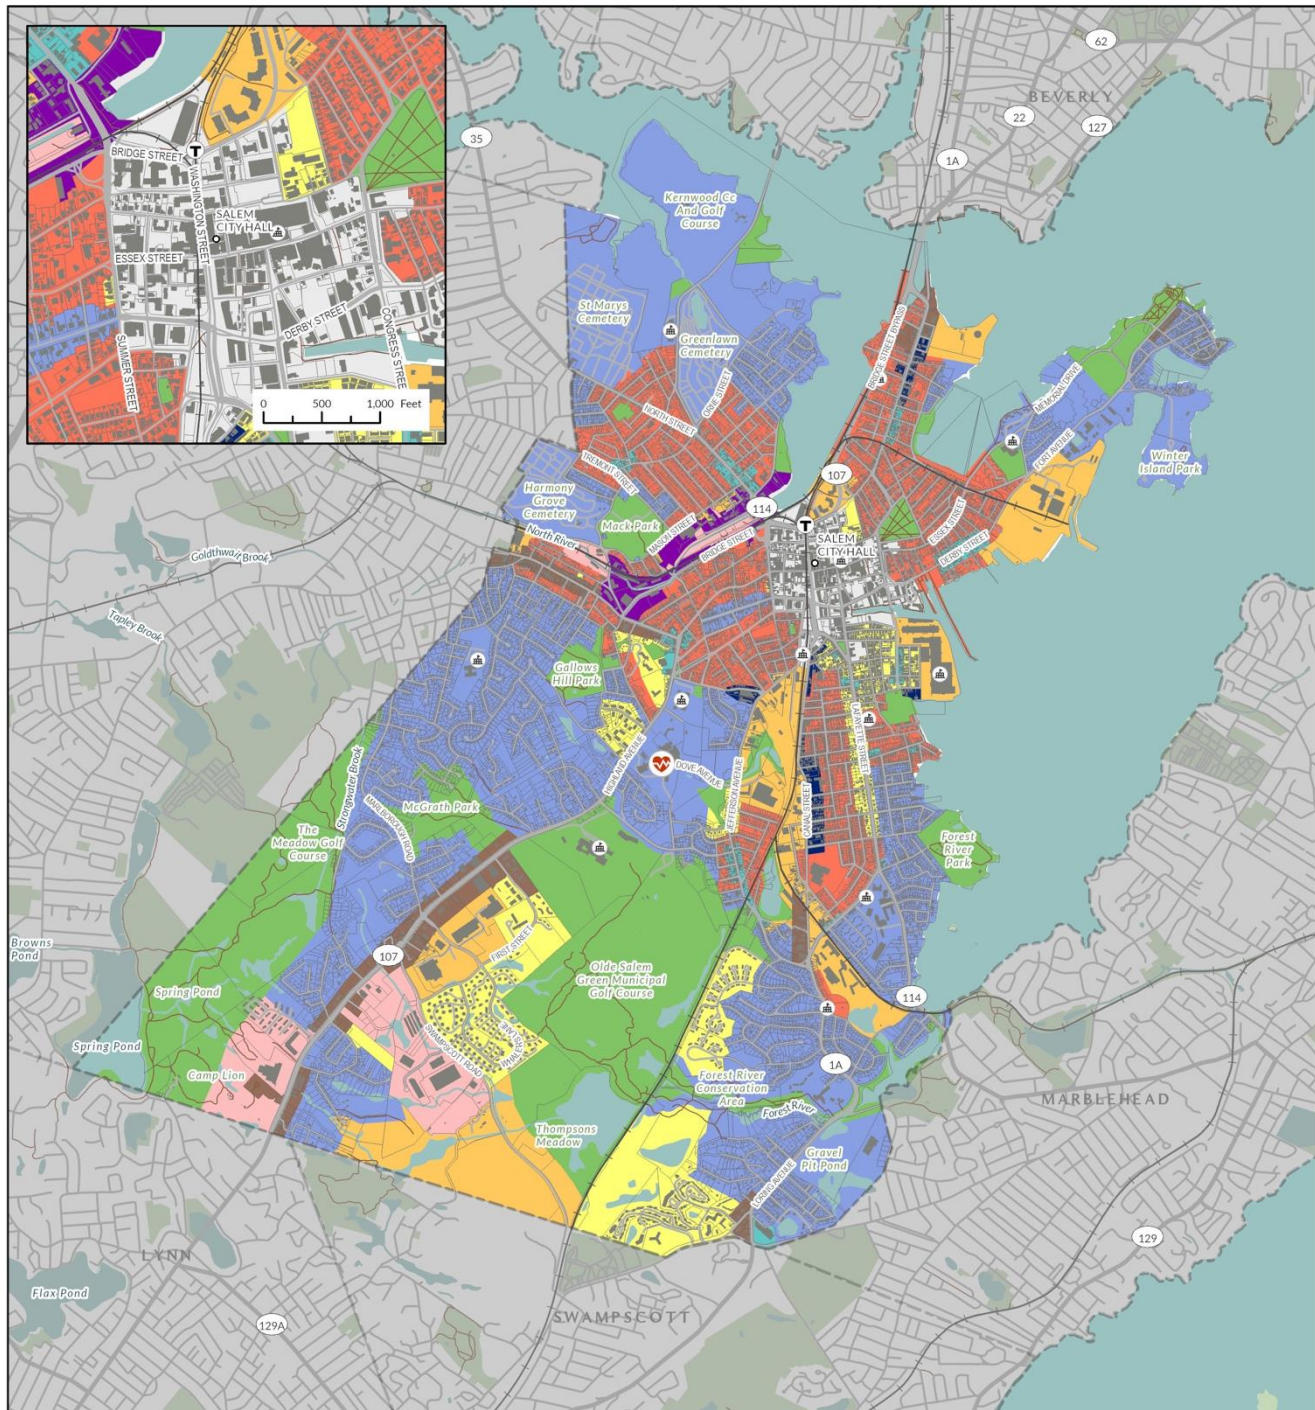 BRIDGE STREET
T
WASHINGTON STREET
SALEM
CITY HALL
ESSEX STREET
DERBY STREET
SUMMER STREET
CONGRESS STREE
0 500 1,000 Feet
62
BEVERLY
22
127
35
1A
Kernwood Cc
And Golf
Course
St Marys
Cemetery
Greenlawn
Cemetery
ORNE STREET
BRIDGE STREET BYPASS
NORTH STREET
MEMORIAL DRIVE
FORT AVENUE
Winter
Island Park
TREMONT STREET
Harmony
Grove
Cemetery
107
114
Mack Park
MASON STREET
BRIDGE STREET
T
SALEM
CITY HALL
ESSEX STREET
DERBY STREET
North River
Goldthwait Brook
Tapley Brook
Gallows
Hill Park
LAFAYETTE STREET
HIGHLAND AVENUE
DOVE AVENUE
JEFFERSON AVENUE
CANAL STREET
Strongwater Brook
McGrath Park
MARLBOROUGH ROAD
The
Meadow Golf
Course
Forest
River
Park
Browns
Pond
107
FIRST STREET
Olde Salem
Green Municipal
Golf Course
Spring Pond
114
SWAMPSCOTT ROAD
WHALERS LANE
Spring Pond
Camp Lion
1A
Forest River
Conservation
Area
Forest River
MARBLEHEAD
Thompsons
Meadow
Gravel
Pit Pond
LORING AVENUE
129
LYNN
Flax Pond
129A
SWAMPSCOTT